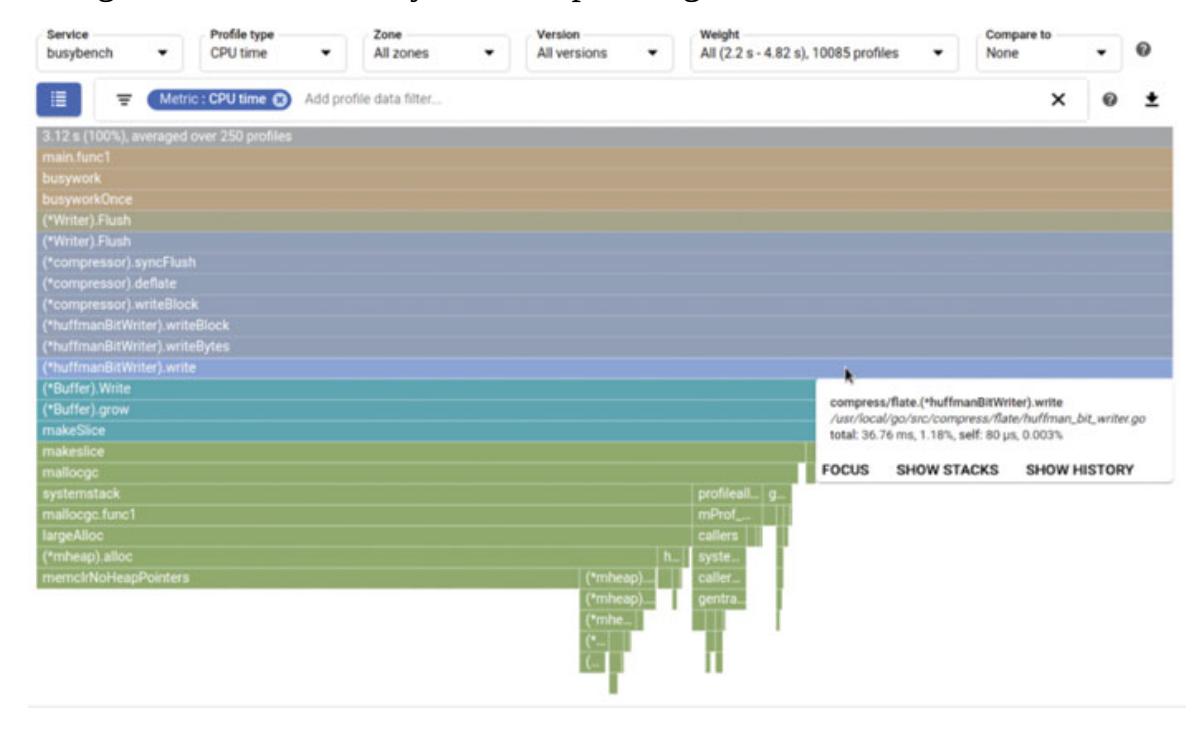 Service
busybench
Profile type
CPU time
Zone
All zones
Version
All versions
Weight
All (2.2 s - 4.82 s), 10085 profiles
Compare to
None
Metric : CPU time
Add profile data filter...
3.12 s (100%), averaged over 250 profiles
main.func1
busywork
busyworkOnce
(*Writer).Flush
(*Writer).Flush
(*compressor).syncFlush
(*compressor).deflate
(*compressor).writeBlock
(*huffmanBitWriter).writeBlock
(*huffmanBitWriter).writeBytes
(*huffmanBitWriter).write
(*Buffer).Write
(*Buffer).grow
makeSlice
compress/flate.(*huffmanBitWriter).write
/usr/local/go/src/compress/flate/huffman_bit_writer.go
total: 36.76 ms, 1.18%, self: 80 µs, 0.003%
FOCUS SHOW STACKS SHOW HISTORY
makeslice
mallocgc
systemstack profileall... g...
mallocgc.func1 mProf_...
largeAlloc callers
(*mheap).alloc h... syste...
memclrNoHeapPointers (*mheap)... caller...
(*mheap)... gentra...
(*mhe...
(*...
(...